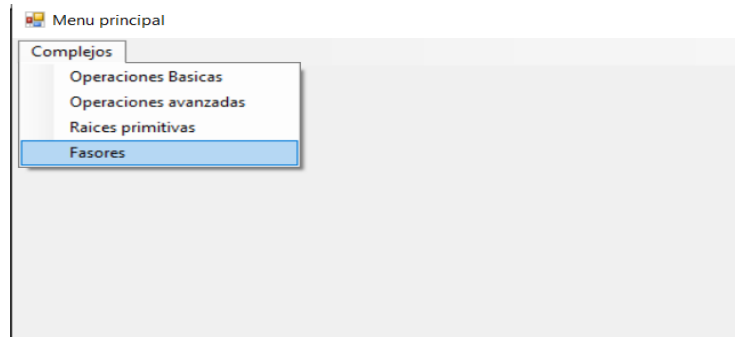 Menu principal
Complejos
Operaciones Basicas
Operaciones avanzadas
Raices primitivas
Fasores